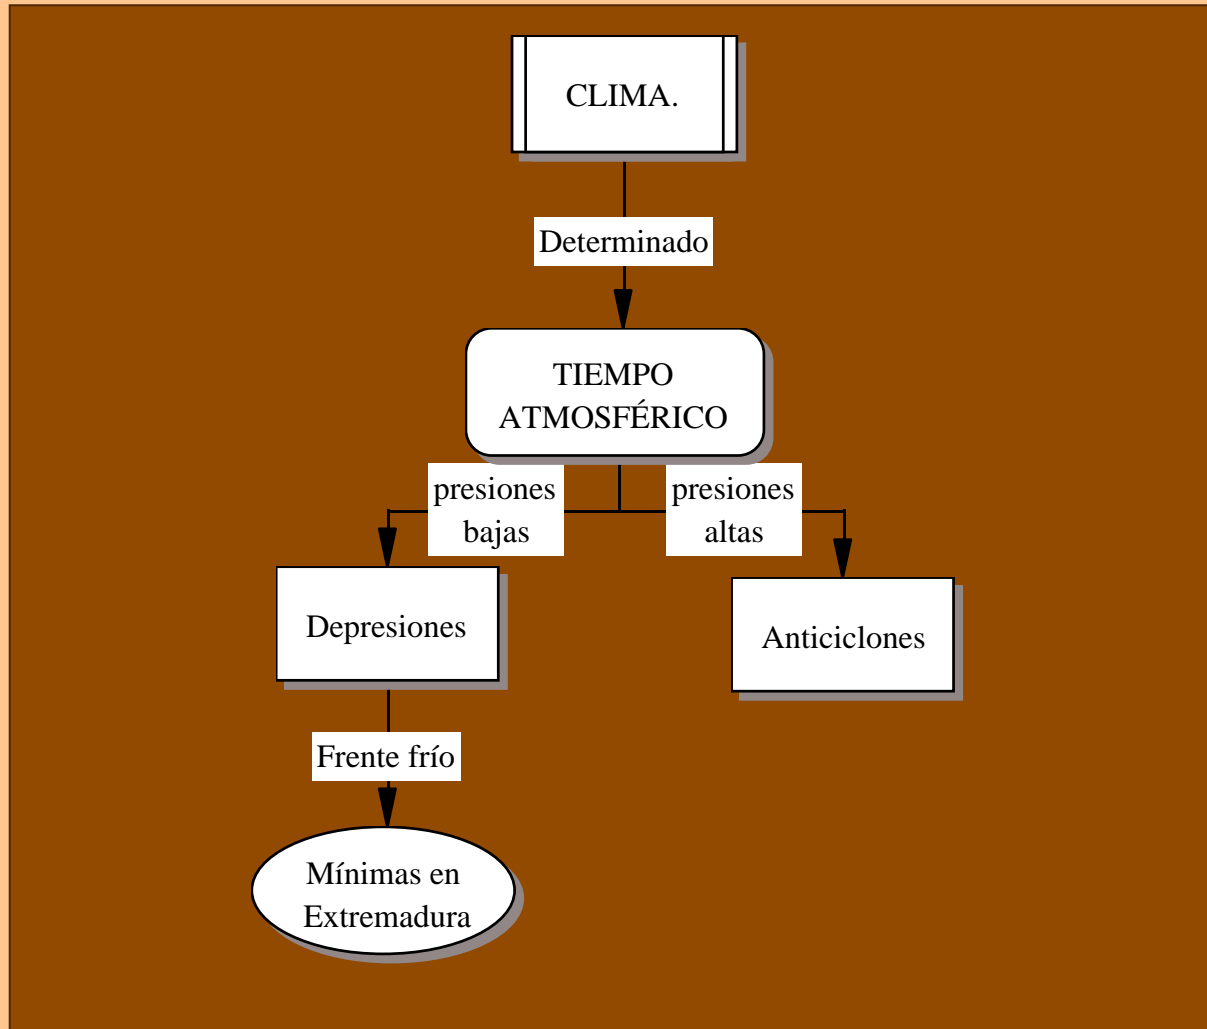 CLIMA.
Determinado
TIEMPO
ATMOSFÉRICO
presiones
bajas
presiones
altas
Depresiones
Anticiclones
Frente frío
Mínimas en
Extremadura